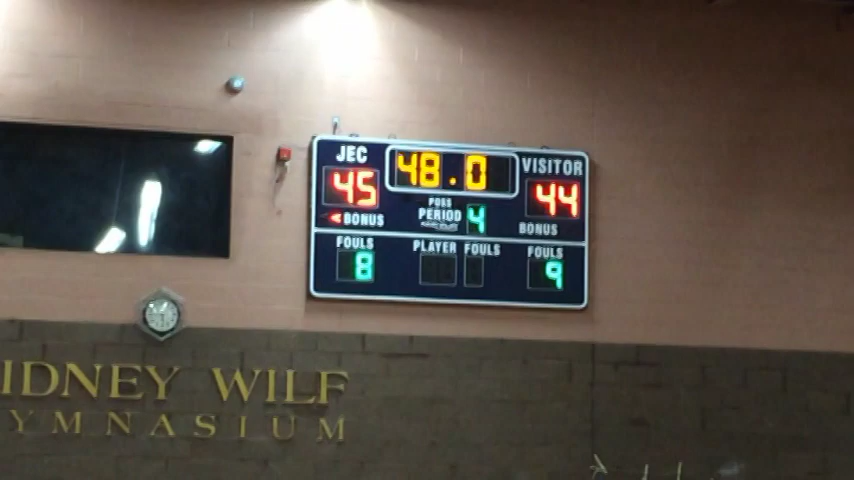 JEC 48.0 VISITOR
45 44
POSS
PERIOD 4
BONUS BONUS
FOULS PLAYER FOULS FOULS
8 9
IDNEY WILF
YMNASIUM